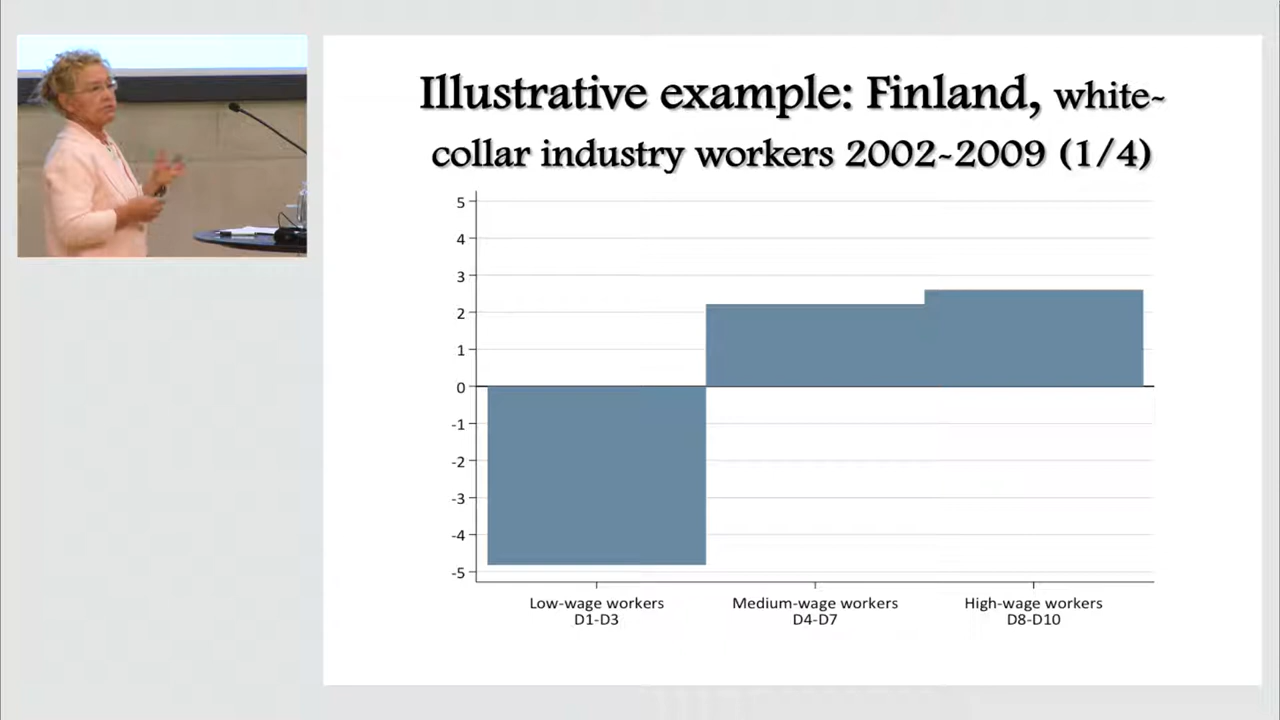 Illustrative example: Finland, white-
collar industry workers 2002-2009 (1/4)
5
4
3
2
1
0
-1
-2
-3
-4
-5
Low-wage workers
D1-D3
Medium-wage workers
D4-D7
High-wage workers
D8-D10